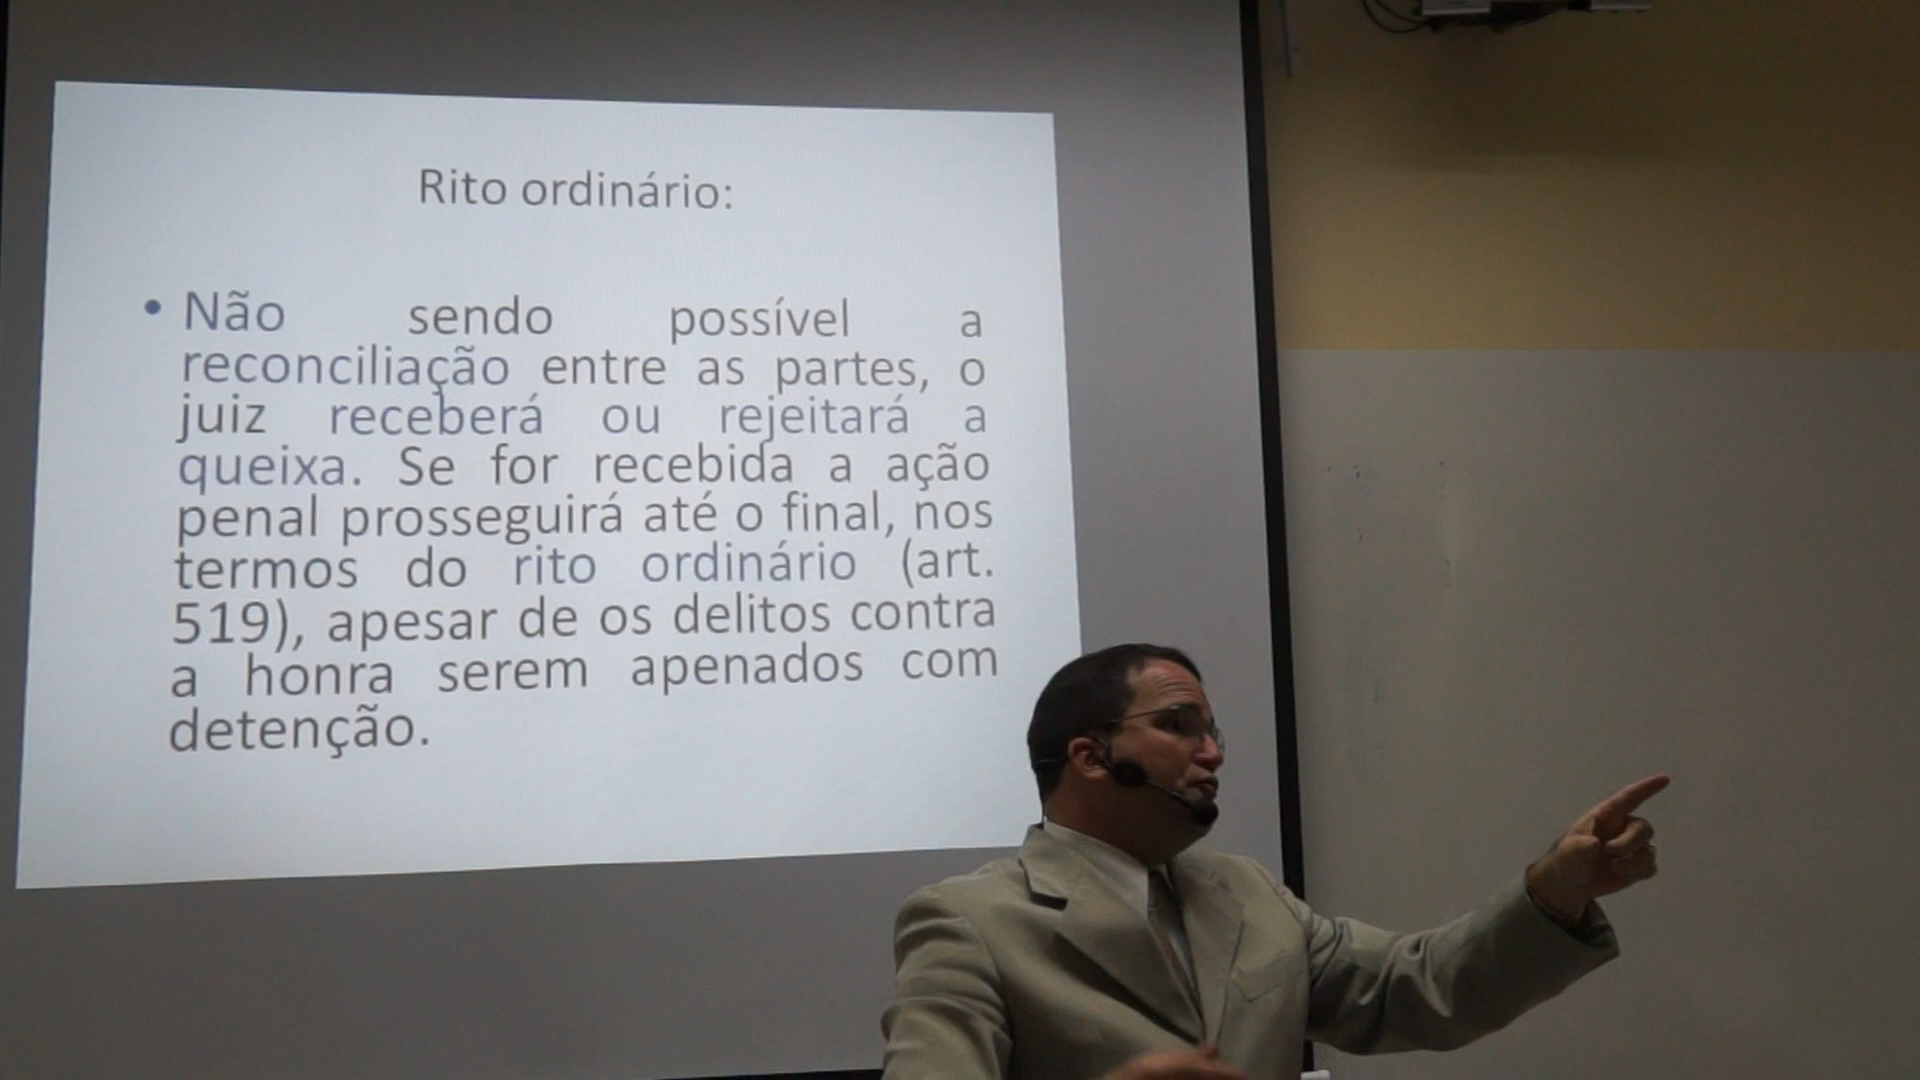 Rito ordinário:
• Não sendo possível a
reconciliação entre as partes, o
juiz receberá ou rejeitará a
queixa. Se for recebida a ação
penal prosseguirá até o final, nos
termos do rito ordinário (art.
519), apesar de os delitos contra
a honra serem apenados com
detenção.